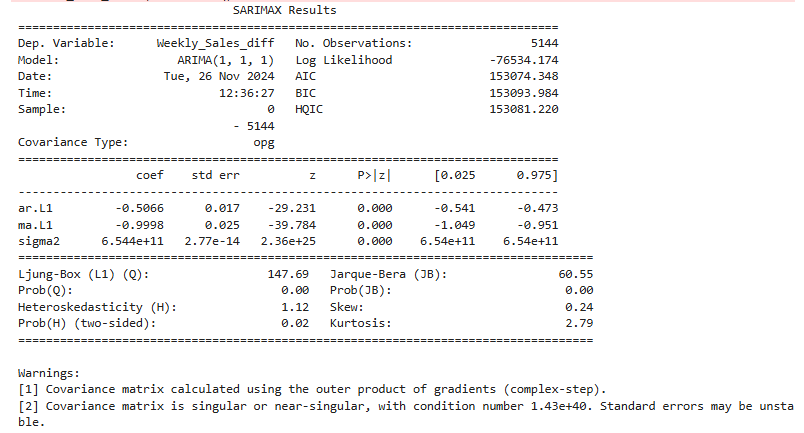 SARIMAX Results
==============================================================================
Dep. Variable:      Weekly_Sales_diff   No. Observations:                 5144
Model:                 ARIMA(1, 1, 1)   Log Likelihood              -76534.174
Date:                Tue, 26 Nov 2024   AIC                         153074.348
Time:                        12:36:27   BIC                         153093.984
Sample:                             0   HQIC                        153081.220
- 5144
Covariance Type:                  opg
==============================================================================
coef    std err          z      P>|z|      [0.025      0.975]
------------------------------------------------------------------------------
ar.L1         -0.5066      0.017    -29.231      0.000      -0.541      -0.473
ma.L1         -0.9998      0.025    -39.784      0.000      -1.049      -0.951
sigma2      6.544e+11   2.77e-14   2.36e+25      0.000    6.54e+11    6.54e+11
===================================================================================
Ljung-Box (L1) (Q):                 147.69   Jarque-Bera (JB):                60.55
Prob(Q):                              0.00   Prob(JB):                         0.00
Heteroskedasticity (H):               1.12   Skew:                             0.24
Prob(H) (two-sided):                  0.02   Kurtosis:                         2.79
===================================================================================
Warnings:
[1] Covariance matrix calculated using the outer product of gradients (complex-step).
[2] Covariance matrix is singular or near-singular, with condition number 1.43e+40. Standard errors may be unsta
ble.